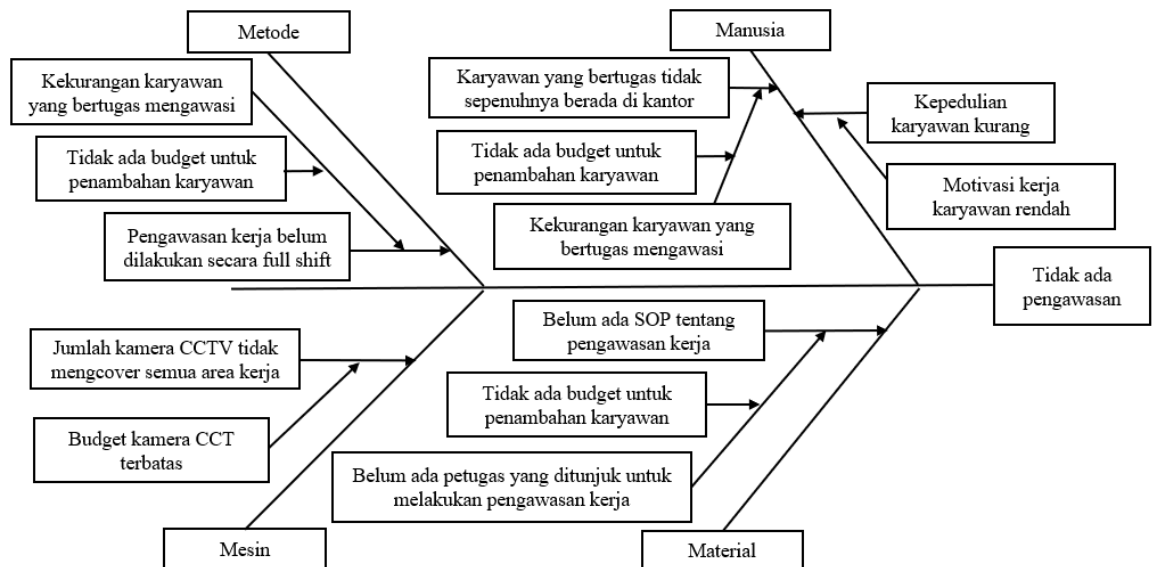 Metode
Kekurangan karyawan
yang bertugas mengawasi
Tidak ada budget untuk
penambahan karyawan
Pengawasan kerja belum
dilakukan secara full shift
Manusia
Karyawan yang bertugas tidak
sepenuhnya berada di kantor
Tidak ada budget untuk
penambahan karyawan
Kekurangan karyawan yang
bertugas mengawasi
Kepedulian
karyawan kurang
Motivasi kerja
karyawan rendah
Tidak ada
pengawasan
Jumlah kamera CCTV tidak
mengcover semua area kerja
Budget kamera CCT
terbatas
Mesin
Belum ada SOP tentang
pengawasan kerja
Tidak ada budget untuk
penambahan karyawan
Belum ada petugas yang ditunjuk untuk
melakukan pengawasan kerja
Material